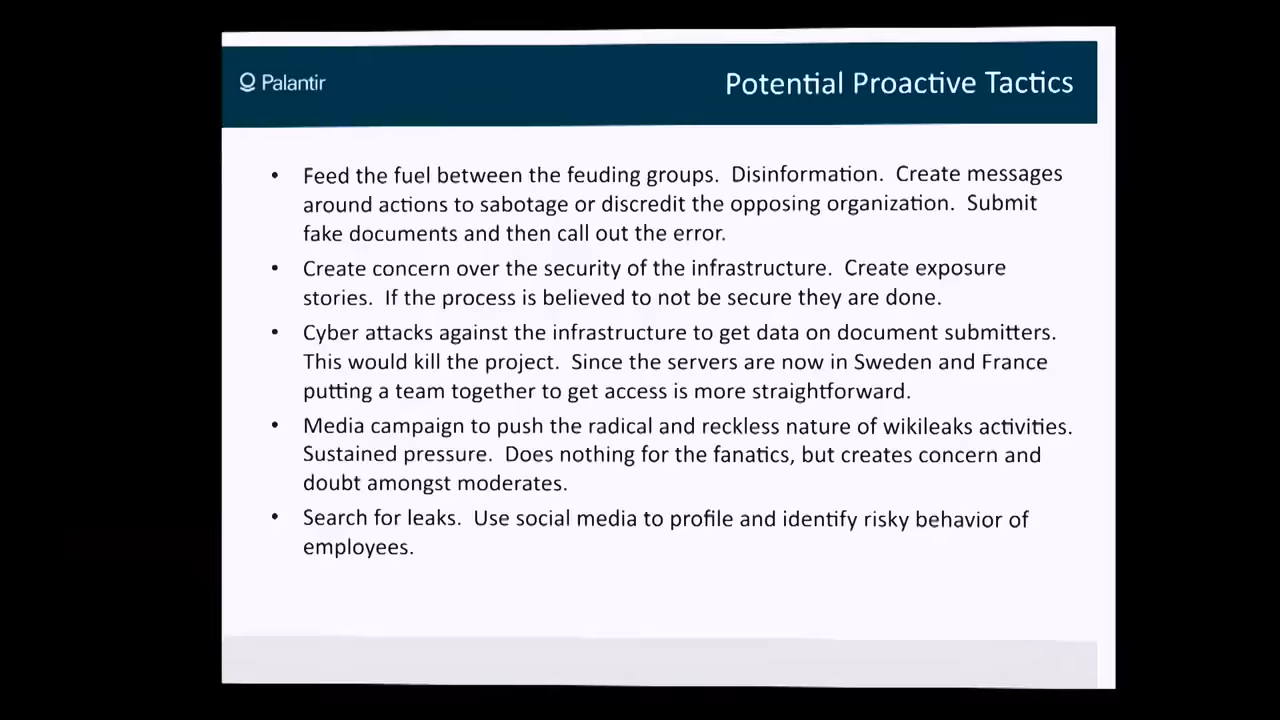 Palantir
Potential Proactive Tactics
• Feed the fuel between the feuding groups. Disinformation. Create messages
around actions to sabotage or discredit the opposing organization. Submit
fake documents and then call out the error.
• Create concern over the security of the infrastructure. Create exposure
stories. If the process is believed to not be secure they are done.
• Cyber attacks against the infrastructure to get data on document submitters.
This would kill the project. Since the servers are now in Sweden and France
putting a team together to get access is more straightforward.
• Media campaign to push the radical and reckless nature of wikileaks activities.
Sustained pressure. Does nothing for the fanatics, but creates concern and
doubt amongst moderates.
• Search for leaks. Use social media to profile and identify risky behavior of
employees.